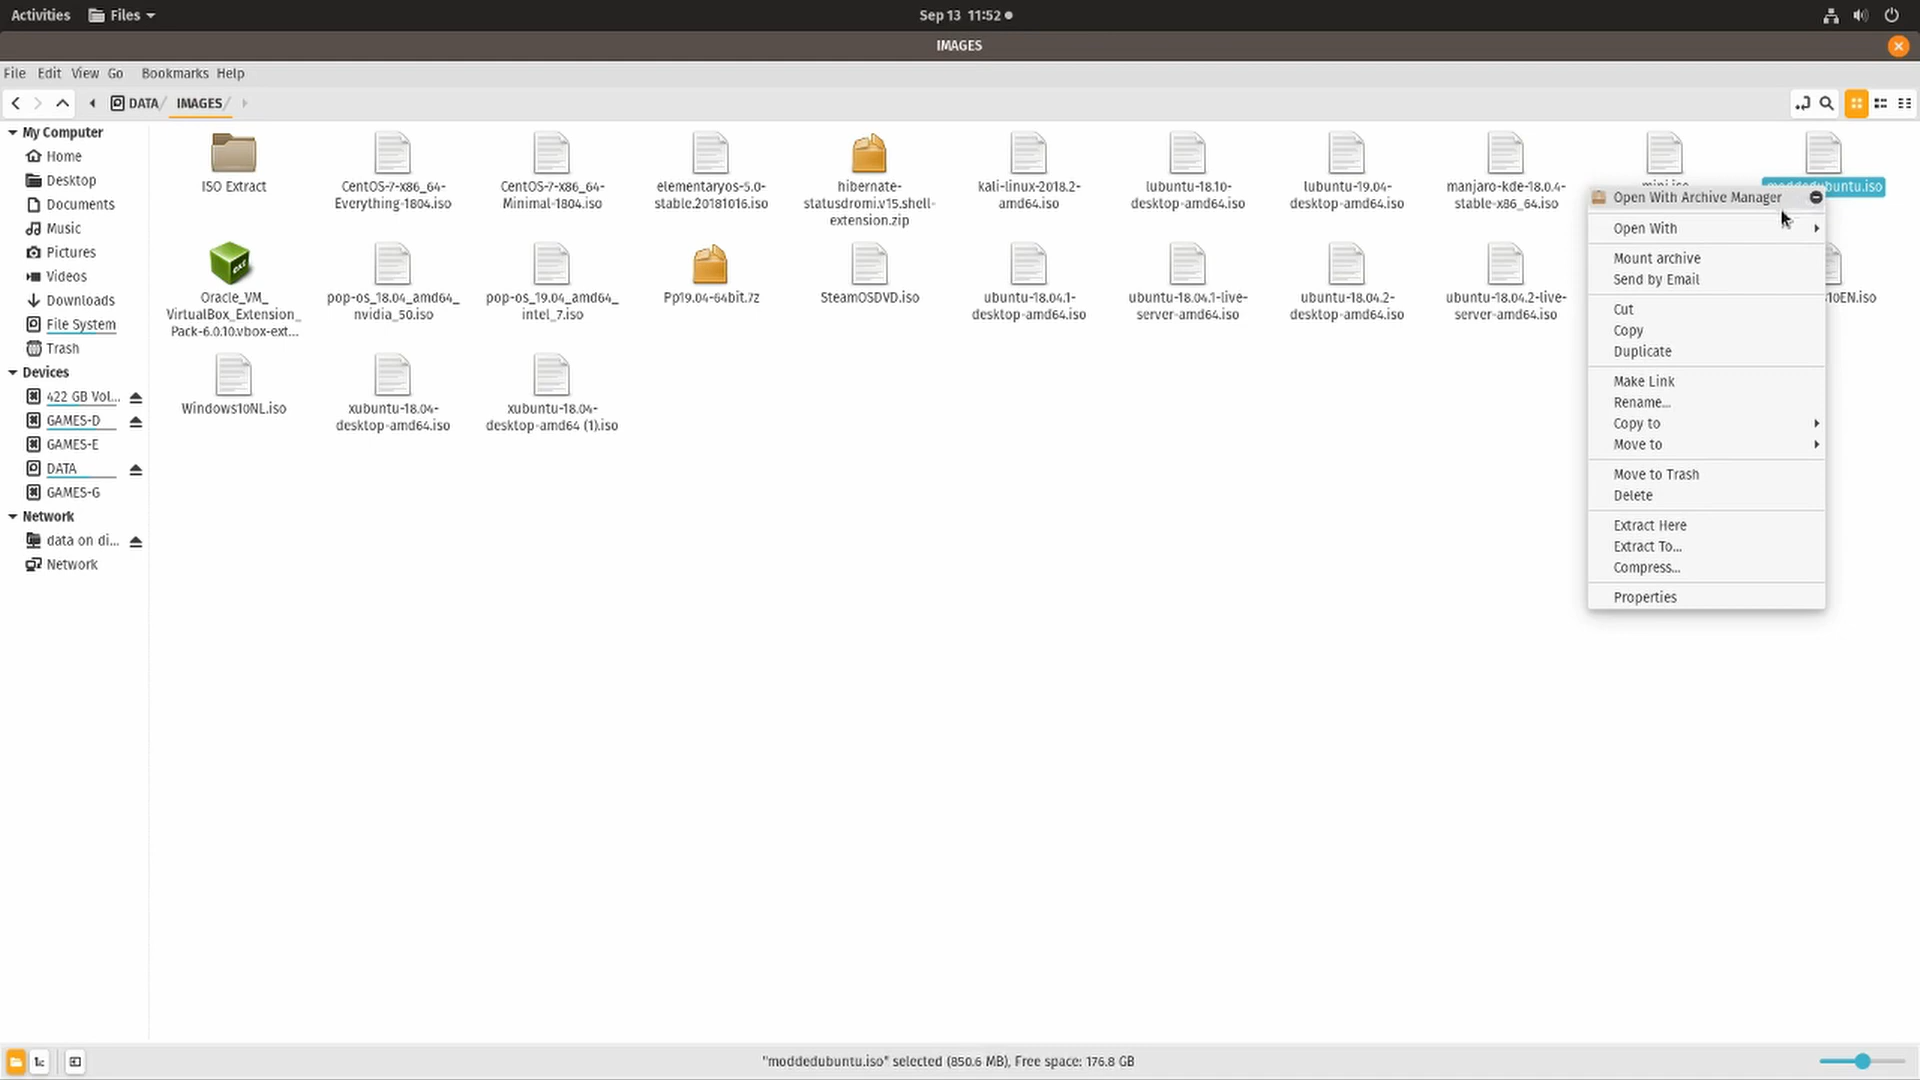 Activities Files Sep 13 11:52
IMAGES
File Edit View Go Bookmarks Help
DATA IMAGES
My Computer
Home
Desktop
Documents
Music
Pictures
Videos
Downloads
File System
Trash
Devices
422 GB Vol...
GAMES-D
GAMES-E
DATA
GAMES-G
Network
data on di...
Network
ISO Extract
CentOS-7-x86_64-
Everything-1804.iso
CentOS-7-x86_64-
Minimal-1804.iso
elementaryos-5.0-
stable.20181016.iso
hibernate-
statusdromi.v15.shell-
extension.zip
kali-linux-2018.2-
amd64.iso
lubuntu-18.10-
desktop-amd64.iso
lubuntu-19.04-
desktop-amd64.iso
manjaro-kde-18.0.4-
stable-x86_64.iso
mini.iso
moddedubuntu.iso
Oracle_VM_
VirtualBox_Extension_
Pack-6.0.10.vbox-ext...
pop-os_18.04_amd64_
nvidia_50.iso
pop-os_19.04_amd64_
intel_7.iso
Pp19.04-64bit.7z
SteamOSDVD.iso
ubuntu-18.04.1-
desktop-amd64.iso
ubuntu-18.04.1-live-
server-amd64.iso
ubuntu-18.04.2-
desktop-amd64.iso
ubuntu-18.04.2-live-
server-amd64.iso
10EN.iso
Windows10NL.iso
xubuntu-18.04-
desktop-amd64.iso
xubuntu-18.04-
desktop-amd64 (1).iso
Open With Archive Manager
Open With
Mount archive
Send by Email
Cut
Copy
Duplicate
Make Link
Rename...
Copy to
Move to
Move to Trash
Delete
Extract Here
Extract To...
Compress...
Properties
"moddedubuntu.iso" selected (850.6 MB), Free space: 176.8 GB